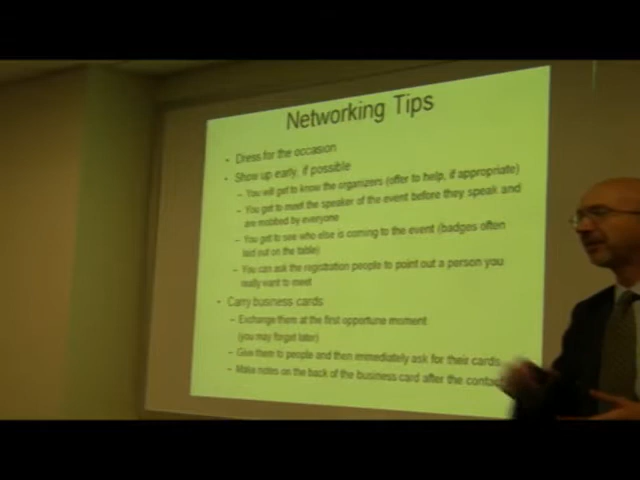 Networking Tips
• Dress for the occasion
• Show up early, if possible
– You will get to know the organizers (offer to help, if appropriate)
– You get to meet the speaker of the event before they speak and
are mobbed by everyone
– You get to see who else is coming to the event (badges often
laid out on the table)
– You can ask the registration people to point out a person you
really want to meet
• Carry business cards
– Exchange them at the first opportune moment
(you may forget later)
– Give them to people and then immediately ask for their cards
– Make notes on the back of the business card after the